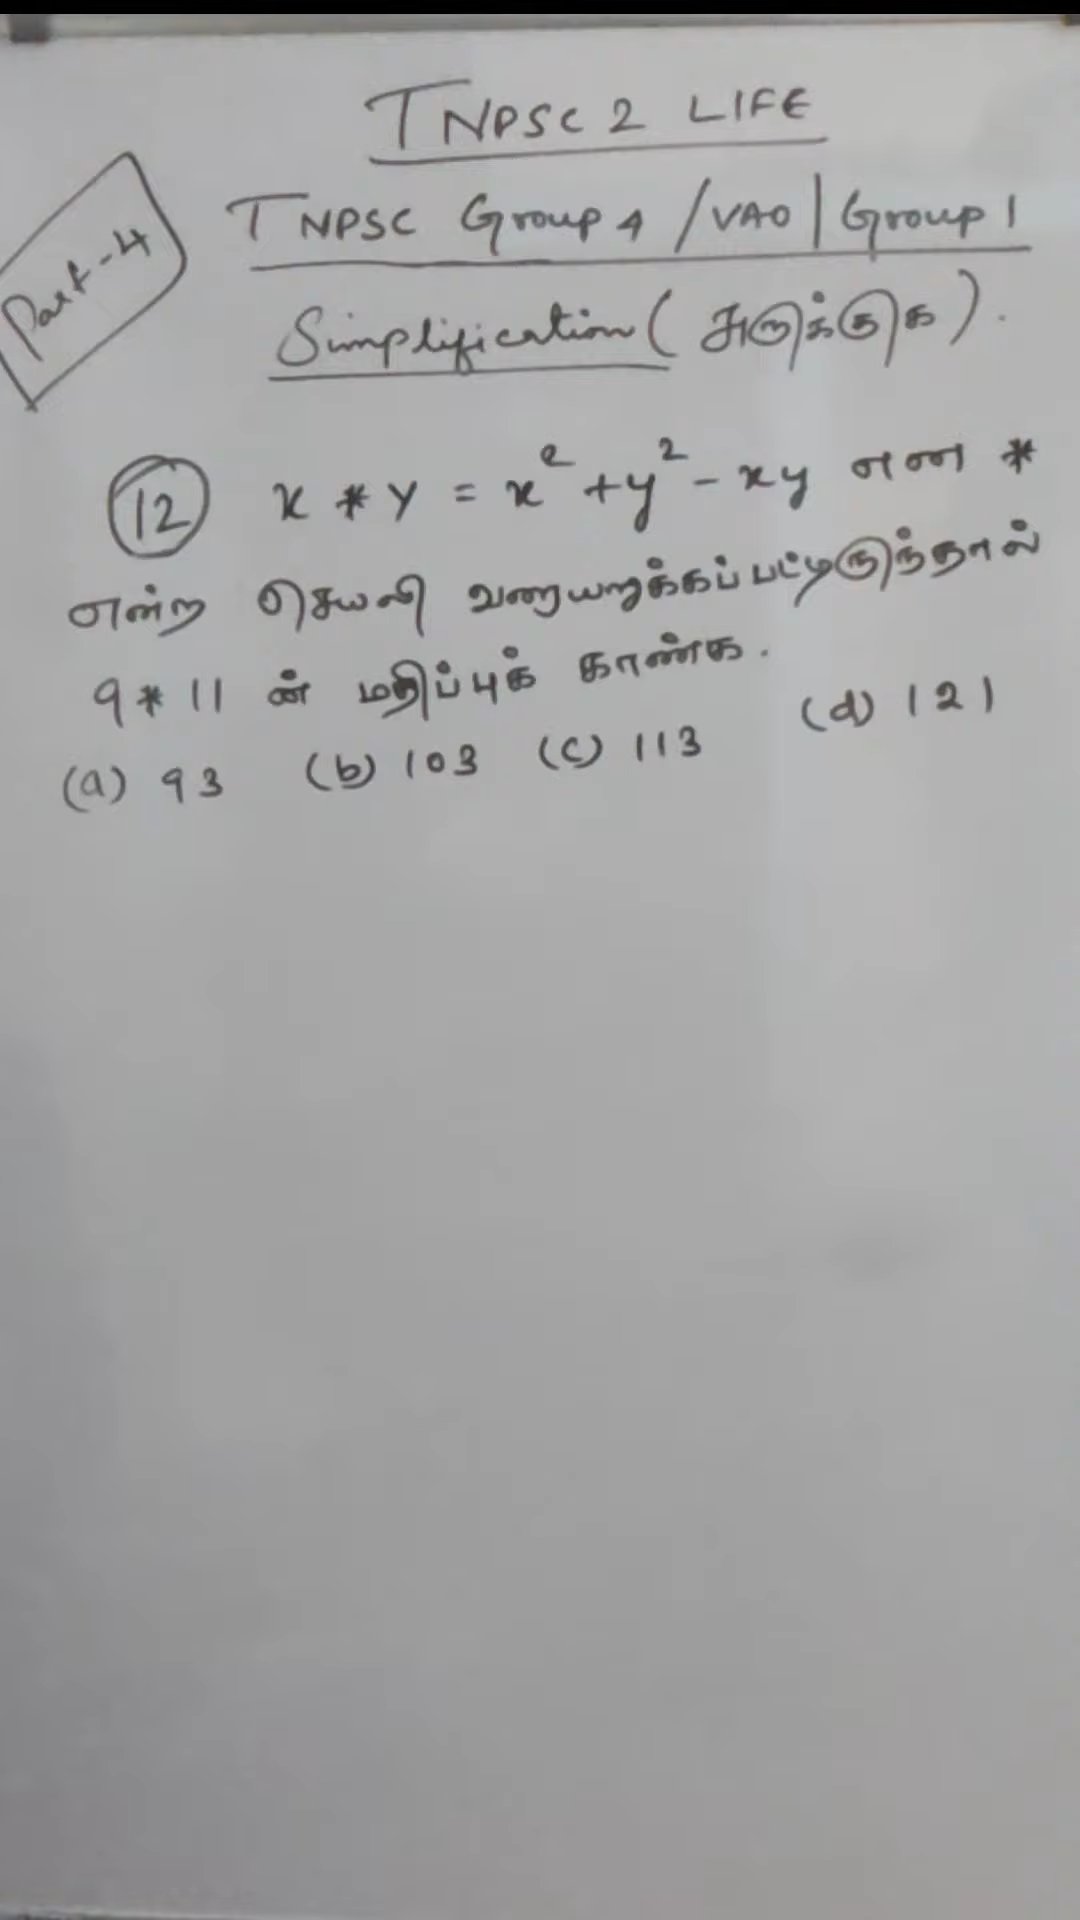 TNPSC 2 LIFE
TNPSC Group 4 / VAO | Group 1
Part-4
Simplification ( சுருக்குக ).
12 x * y = x² + y² - xy என *
என்ற செயலி வரையறுக்கப்பட்டிருந்தால்
9 * 11 ன் மதிப்புக் காண்க.
(a) 93 (b) 103 (c) 113 (d) 121